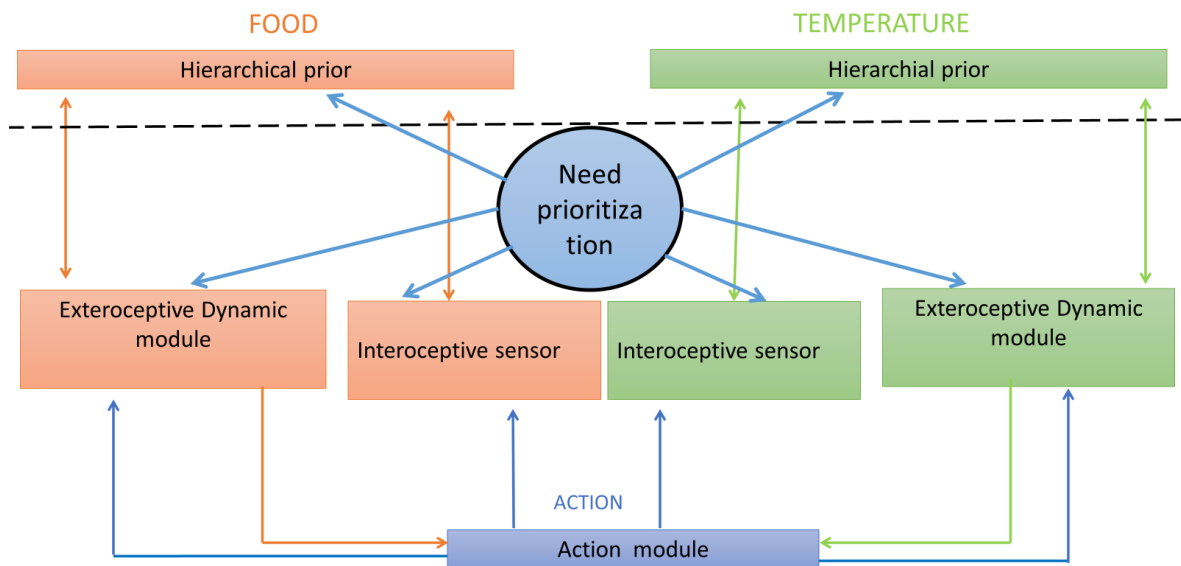 FOOD
TEMPERATURE
Hierarchical prior
Hierarchial prior
Need
prioritiza
tion
Exteroceptive Dynamic
module
Interoceptive sensor
Interoceptive sensor
Exteroceptive Dynamic
module
ACTION
Action module